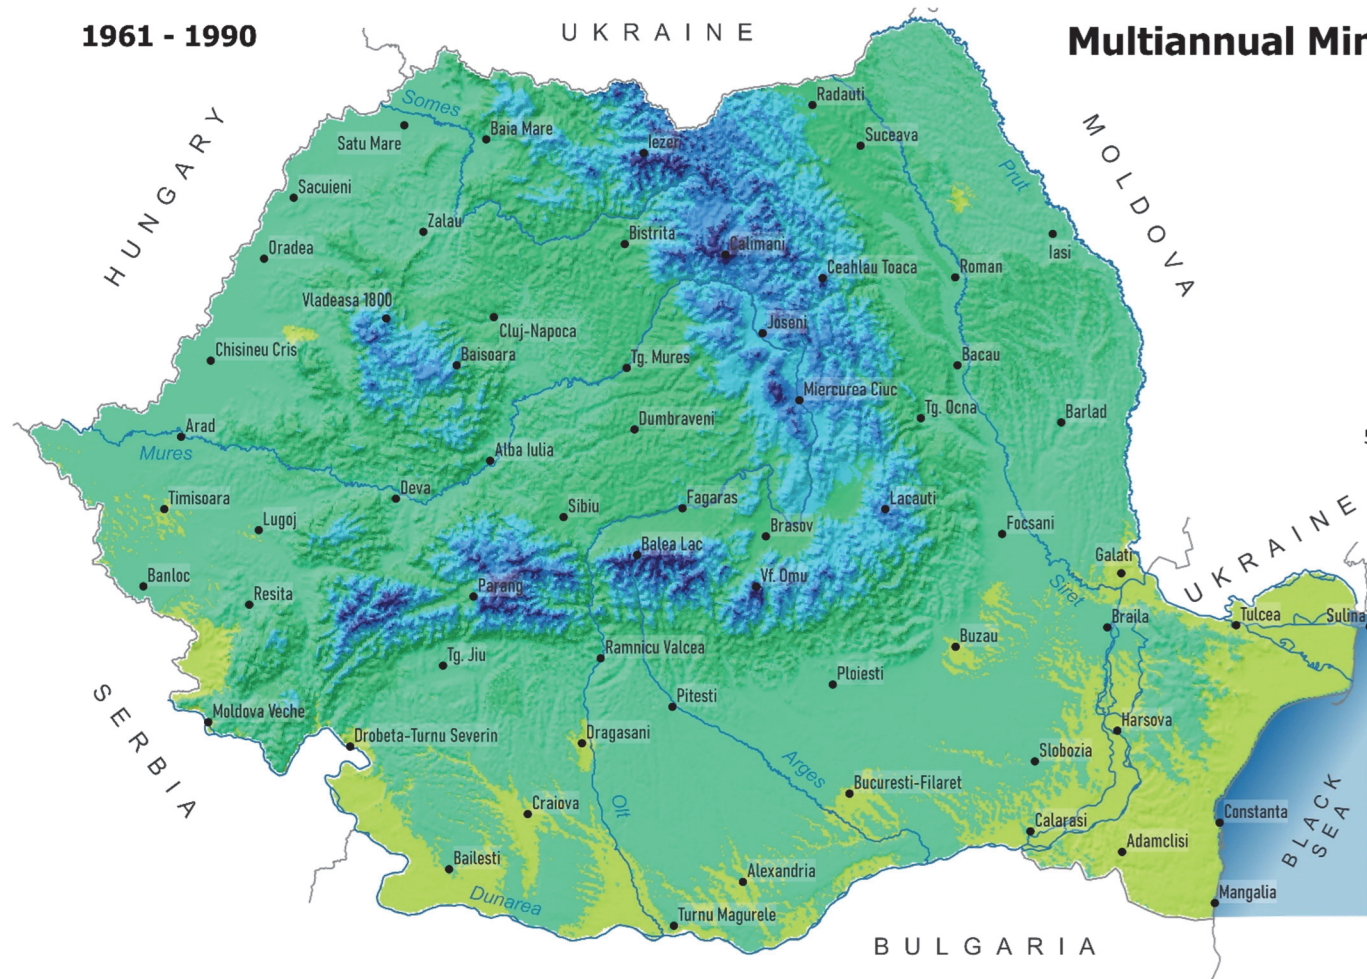 1961 - 1990
UKRAINE
Multiannual Mir
HUNGARY
MOLDOVA
Somes
Radauti
Satu Mare
Baia Mare
Iezer
Suceava
Prut
Sacuieni
Zalau
Bistrita
Calimani
Iasi
Oradea
Ceahlau Toaca
Roman
Vladeasa 1800
Cluj-Napoca
Joseni
Chisineu Cris
Baisoara
Tg. Mures
Bacau
Miercurea Ciuc
Arad
Dumbraveni
Tg. Ocna
Barlad
Mures
Alba Iulia
Timisoara
Deva
Sibiu
Fagaras
Lacauti
Lugoj
Brasov
Focsani
UKRAINE
Balea Lac
Galati
Banloc
Resita
Parang
Vf. Omu
Siret
Braila
Tulcea
Sulina
Tg. Jiu
Ramnicu Valcea
Buzau
Ploiesti
SERBIA
Moldova Veche
Pitesti
Harsova
Drobeta-Turnu Severin
Dragasani
Arges
Slobozia
Craiova
Olt
Bucuresti-Filaret
Calarasi
Constanta
BLACK
SEA
Adamclisi
Bailesti
Alexandria
Dunarea
Turnu Magurele
Mangalia
BULGARIA